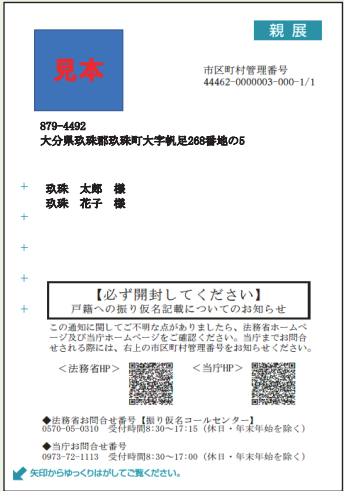 親展
見本
市区町村管理番号
44462-0000003-000-1/1
879-4492
大分県玖珠郡玖珠町大字帆足268番地の5
玖珠 太郎 様
玖珠 花子 様
【必ず開封してください】
戸籍への振り仮名記載についてのお知らせ
この通知に関してご不明な点がありましたら、法務省ホームペ
ージ及び当庁ホームページをご確認ください。当庁までお問合
せされる際には、右上の市区町村管理番号をお知らせください。
＜法務省HP＞ ＜当庁HP＞
◆法務省お問合せ番号【振り仮名コールセンター】
0570-05-0310 受付時間8:30～17:15（休日・年末年始を除く）
◆当庁お問合せ番号
0973-72-1113 受付時間8:30～17:00（休日・年末年始を除く）
矢印からゆっくりはがしてご覧ください。